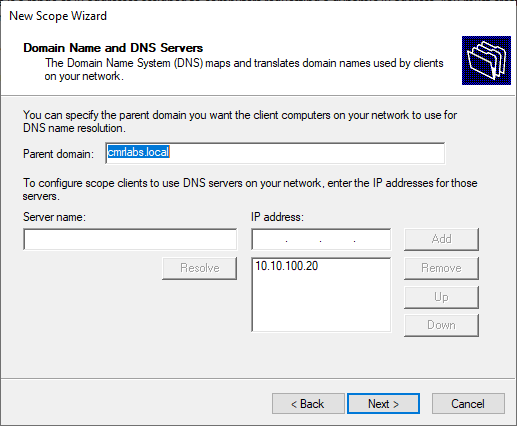 New Scope Wizard
Domain Name and DNS Servers
The Domain Name System (DNS) maps and translates domain names used by clients
on your network.
You can specify the parent domain you want the client computers on your network to use for
DNS name resolution.
Parent domain: cmrlabs.local
To configure scope clients to use DNS servers on your network, enter the IP addresses for those
servers.
Server name: IP address:
. . . Add
Resolve 10.10.100.20 Remove
Up
Down
< Back Next > Cancel